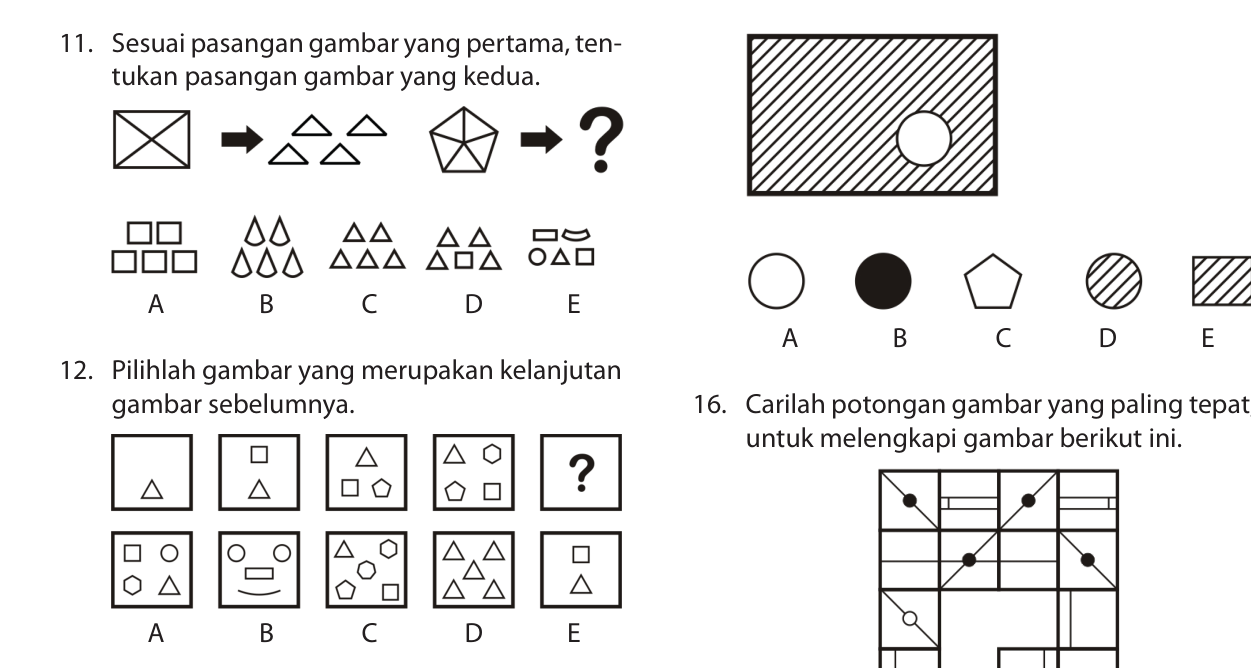 11. Sesuai pasangan gambar yang pertama, ten-
tukan pasangan gambar yang kedua.
?
A B C D E
12. Pilihlah gambar yang merupakan kelanjutan
gambar sebelumnya.
?
A B C D E
A B C D E
16. Carilah potongan gambar yang paling tepat
untuk melengkapi gambar berikut ini.